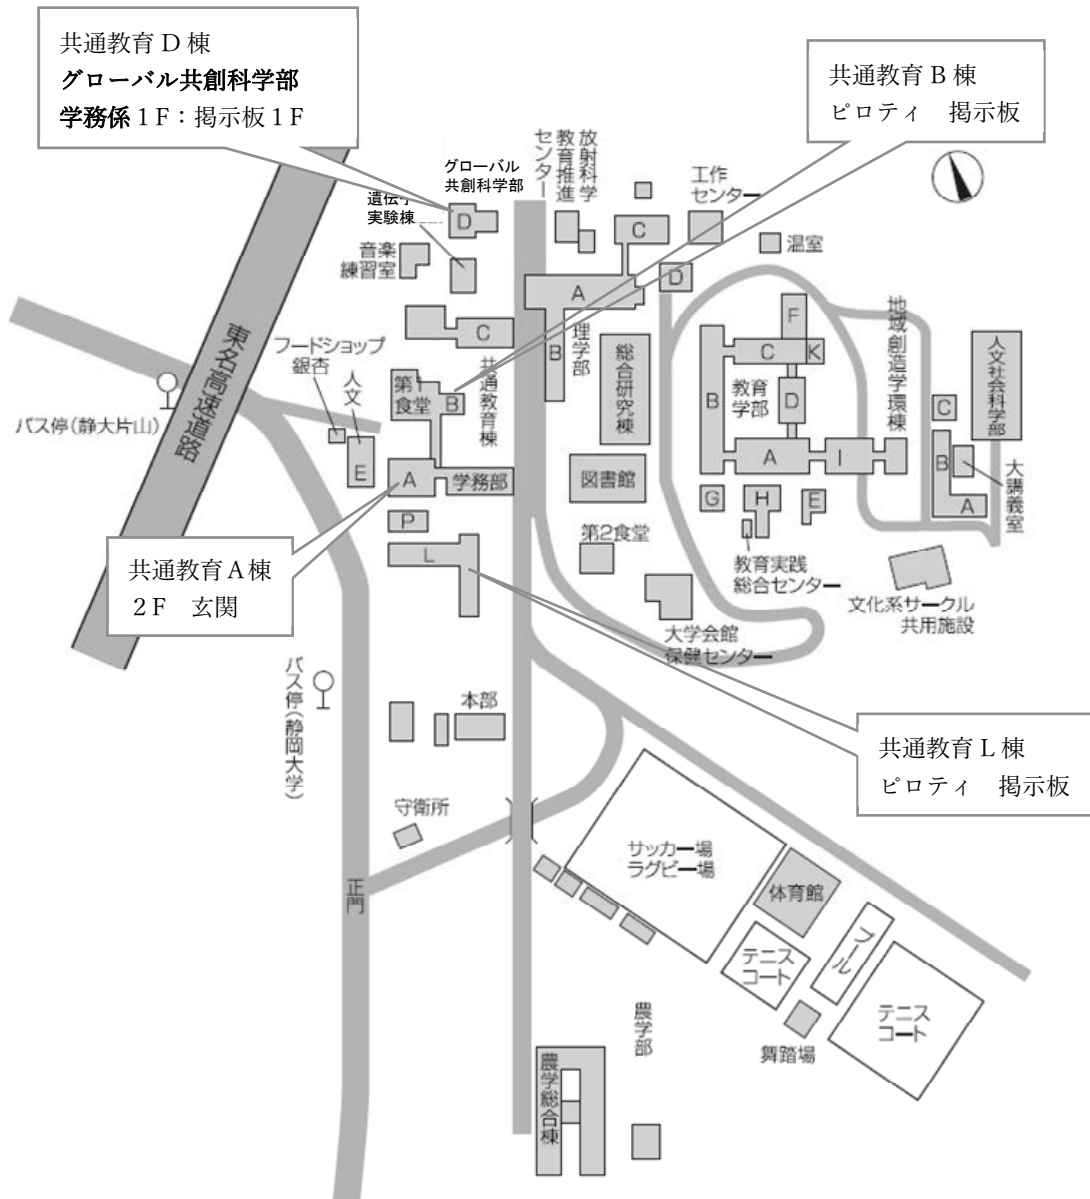 共通教育 D 棟
グローバル共創科学部
学務係 1 F：掲示板 1 F
共通教育 B 棟
ピロティ　掲示板
グローバル
共創科学部
遺伝子
実験棟
D
音楽
練習室
放射科学
教育推進
センター
工作
センター
C
温室
D
A
B
理学部
C
共通教育棟
東名高速道路
バス停(静大片山)
フードショップ
銀杏
人文
E
第1
食堂
B
A
学務部
P
L
総合研究棟
図書館
第2食堂
大学会館
保健センター
F
C
K
B
教育
学部
D
A
I
G
H
E
教育実践
総合センター
地域創造学環棟
人文社会科学部
C
B
A
大講義室
文化系サークル
共用施設
共通教育 A 棟
２F　玄関
共通教育 L 棟
ピロティ　掲示板
バス停(静岡大学)
本部
守衛所
正門
サッカー場
ラグビー場
体育館
テニス
コート
プール
テニス
コート
舞踏場
農学部
農学総合棟